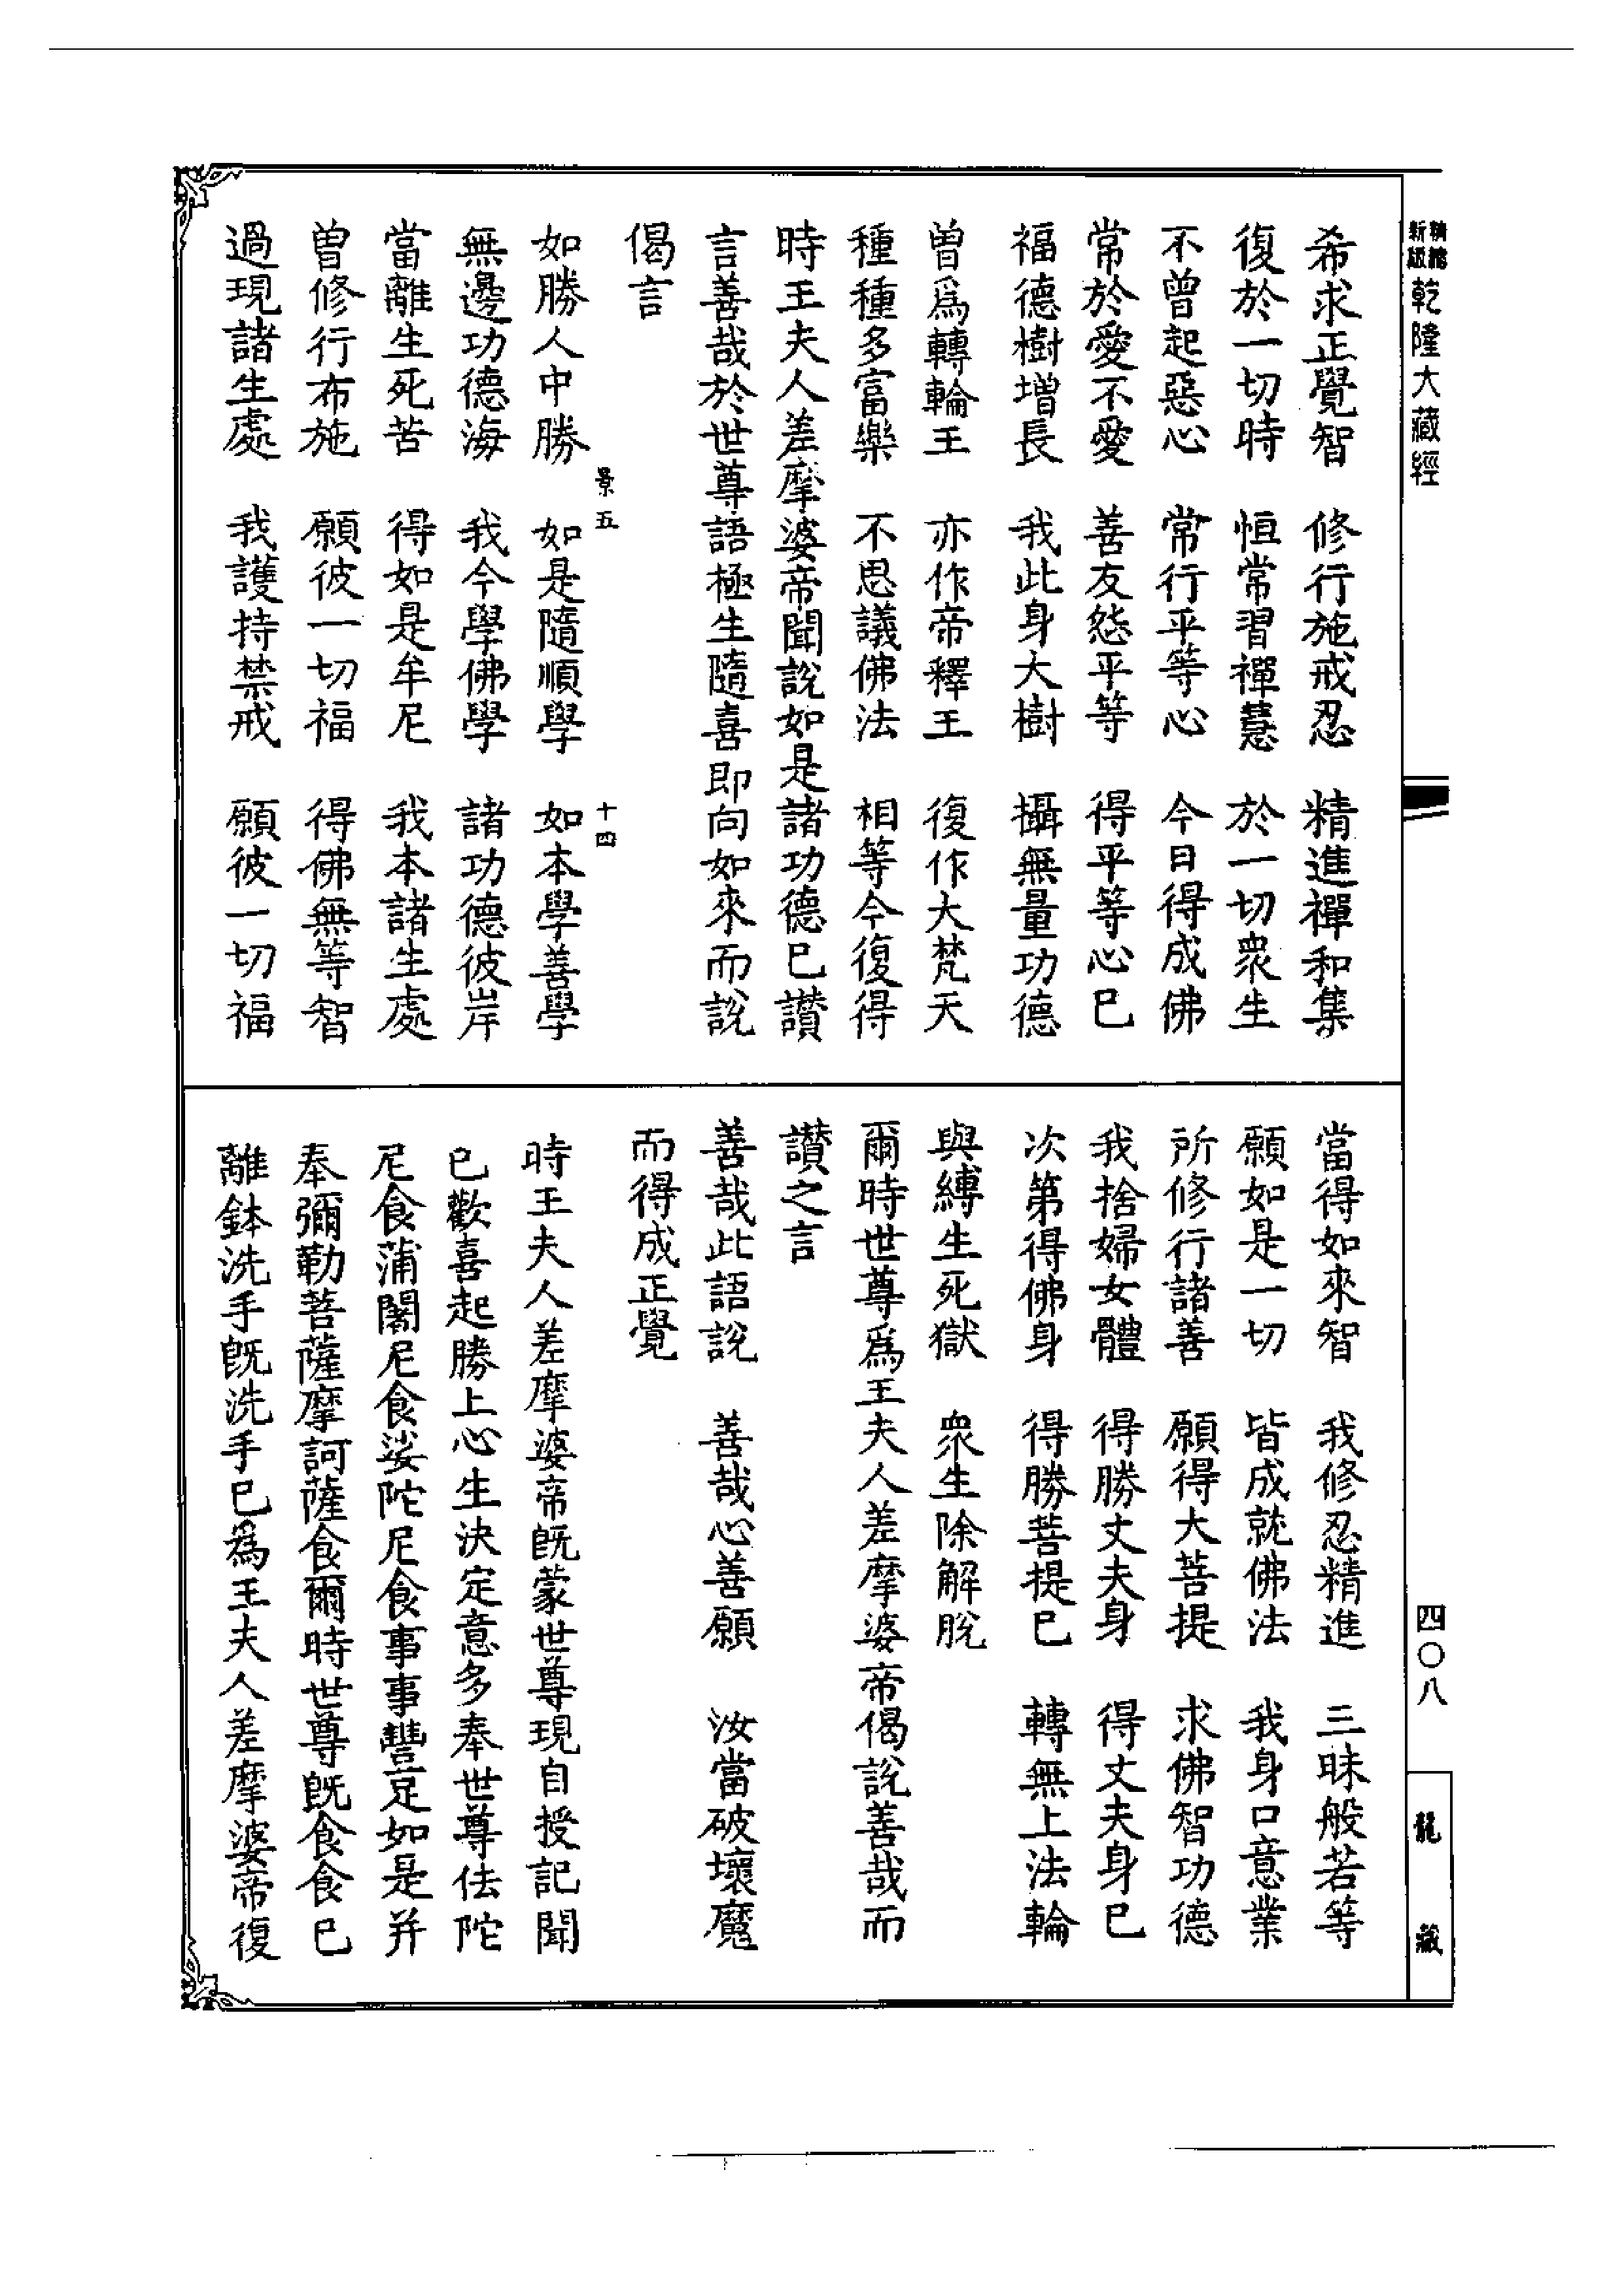 新編縮版乾隆大藏經
希求正覺智　修行施戒忍　精進禪和集
復於一切時　恒常習禪慧　於一切衆生
不曾起惡心　常行平等心　今日得成佛
常於愛不愛　善友怨平等　得平等心已
福德樹增長　我此身大樹　攝無量功德
曾爲轉輪王　亦作帝釋王　復作大梵天
種種多富樂　不思議佛法　相等今復得
時王夫人差摩婆帝聞說如是諸功德已讚
言善哉於世尊語極生隨喜即向如來而說
偈言
景五　十四
如勝人中勝　如是隨順學　如本學善學
無邊功德海　我今學佛學　諸功德彼岸
當離生死苦　得如是牟尼　我本諸生處
曾修行布施　願彼一切福　得佛無等智
過現諸生處　我護持禁戒　願彼一切福
當得如來智　我修忍精進　三昧般若等
願如是一切　皆成就佛法　我身口意業
所修行諸善　願得大菩提　求佛智功德
我捨婦女體　得勝丈夫身　得丈夫身已
次第得佛身　得勝菩提已　轉無上法輪
與縛生死獄　衆生除解脫
爾時世尊爲王夫人差摩婆帝偈說善哉而
讚之言
善哉此語說　善哉心善願　汝當破壞魔
而得成正覺
時王夫人差摩婆帝既蒙世尊現自授記聞
已歡喜起勝上心生決定意多奉世尊佉陀
尼食蒲闍尼食娑陀尼食食事事豐足如是并
奉彌勒菩薩摩訶薩食爾時世尊既食食已
離鉢洗手既洗手已爲王夫人差摩婆帝復
四〇八
龍藏